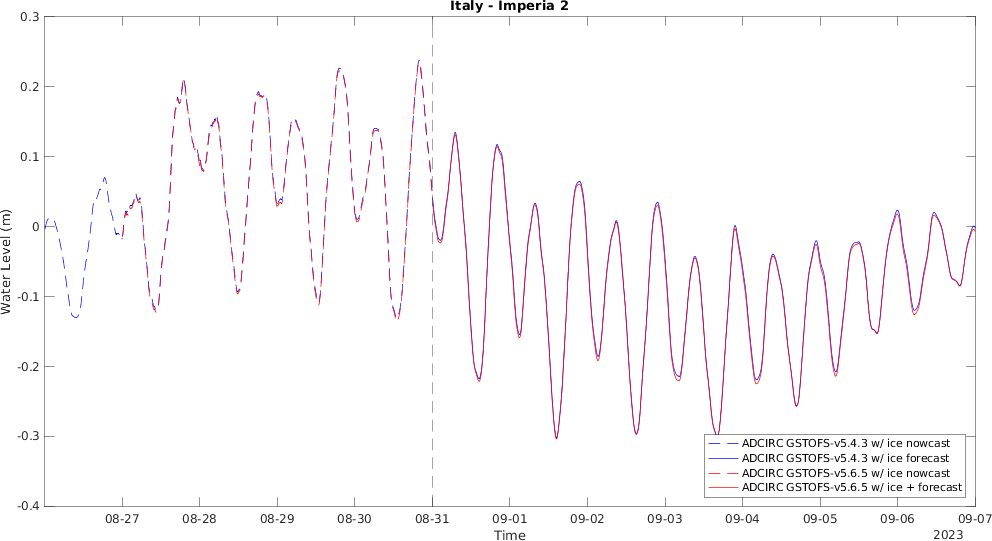 Italy - Imperia 2
0.3
0.2
0.1
0
-0.1
-0.2
-0.3
-0.4
Water Level (m)
ADCIRC GSTOFS-v5.4.3 w/ ice nowcast
ADCIRC GSTOFS-v5.4.3 w/ ice forecast
ADCIRC GSTOFS-v5.6.5 w/ ice nowcast
ADCIRC GSTOFS-v5.6.5 w/ ice + forecast
08-27 08-28 08-29 08-30 08-31 09-01 09-02 09-03 09-04 09-05 09-06 09-07
Time
2023